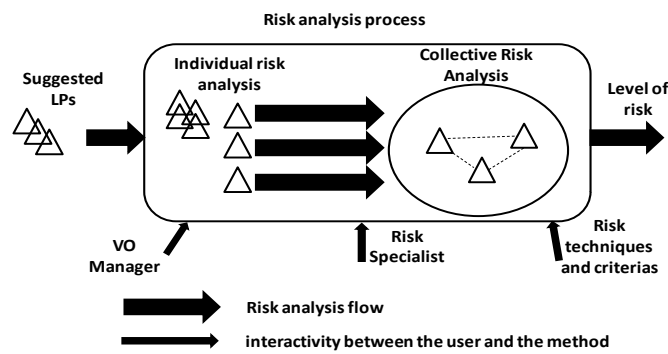 Risk analysis process
Suggested
LPs
Individual risk
analysis
Collective Risk
Analysis
Level of
risk
VO
Manager
Risk
Specialist
Risk
techniques
and criterias
Risk analysis flow
interactivity between the user and the method